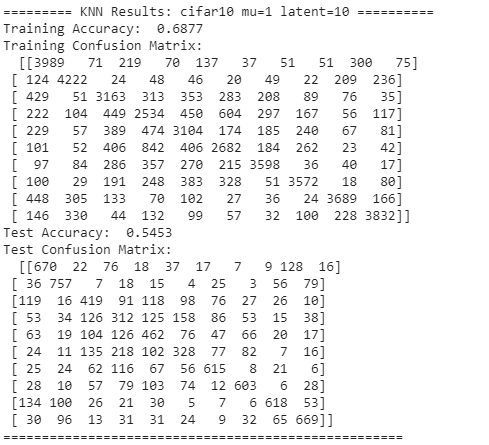 ========= KNN Results: cifar10 mu=1 latent=10 ==========
Training Accuracy:  0.6877
Training Confusion Matrix:
  [[3989   71  219   70  137   37   51   51  300   75]
 [ 124 4222   24   48   46   20   49   22  209  236]
 [ 429   51 3163  313  353  283  208   89   76   35]
 [ 222  104  449 2534  450  604  297  167   56  117]
 [ 229   57  389  474 3104  174  185  240   67   81]
 [ 101   52  406  842  406 2682  184  262   23   42]
 [  97   84  286  357  270  215 3598   36   40   17]
 [ 100   29  191  248  383  328   51 3572   18   80]
 [ 448  305  133   70  102   27   36   24 3689  166]
 [ 146  330   44  132   99   57   32  100  228 3832]]
Test Accuracy:  0.5453
Test Confusion Matrix:
  [[670  22  76  18  37  17   7   9 128  16]
 [ 36 757   7  18  15   4  25   3  56  79]
 [119  16 419  91 118  98  76  27  26  10]
 [ 53  34 126 312 125 158  86  53  15  38]
 [ 63  19 104 126 462  76  47  66  20  17]
 [ 24  11 135 218 102 328  77  82   7  16]
 [ 25  24  62 116  67  56 615   8  21   6]
 [ 28  10  57  79 103  74  12 603   6  28]
 [134 100  26  21  30   5   7   6 618  53]
 [ 30  96  13  31  31  24   9  32  65 669]]
========================================================